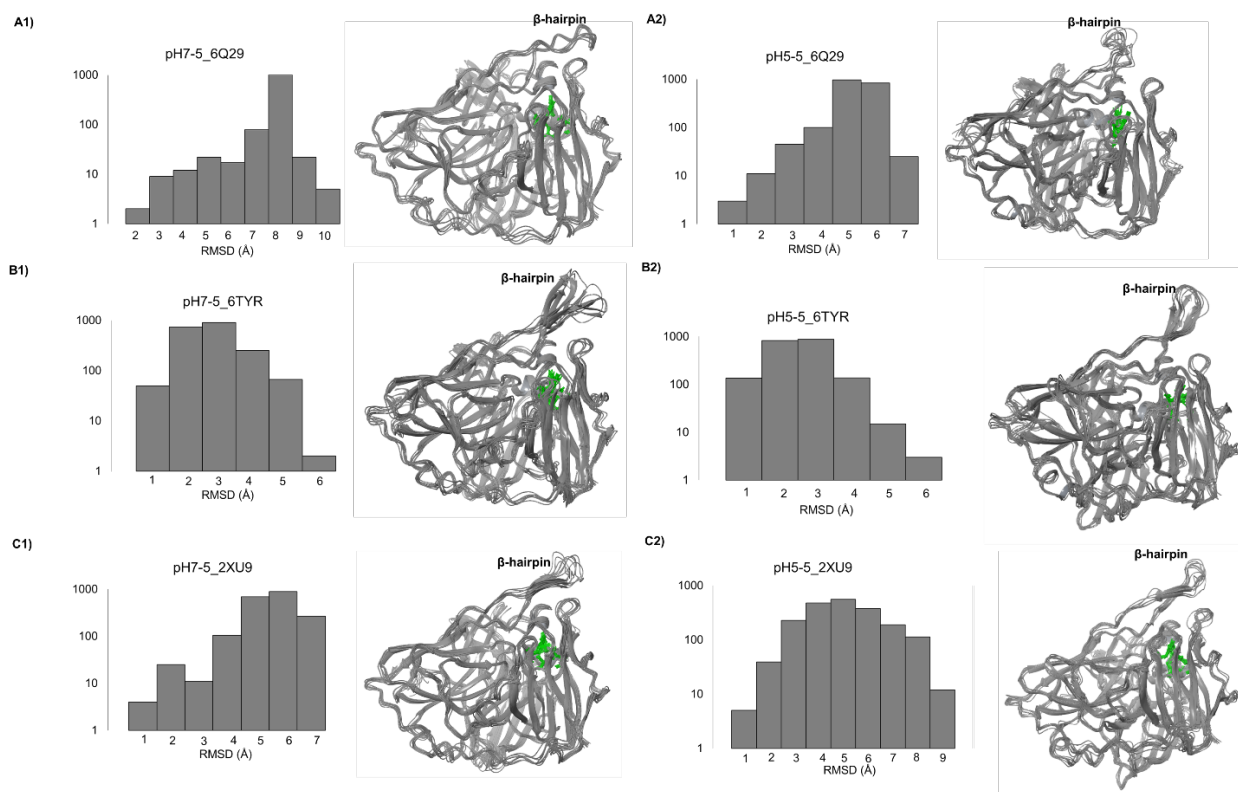 A1)
pH7-5_6Q29
1000
100
10
1
2 3 4 5 6 7 8 9 10
RMSD (Å)
β-hairpin
A2)
pH5-5_6Q29
1000
100
10
1
1 2 3 4 5 6 7
RMSD (Å)
β-hairpin
B1)
pH7-5_6TYR
1000
100
10
1
1 2 3 4 5 6
RMSD (Å)
β-hairpin
B2)
pH5-5_6TYR
1000
100
10
1
1 2 3 4 5 6
RMSD (Å)
β-hairpin
C1)
pH7-5_2XU9
1000
100
10
1
1 2 3 4 5 6 7
RMSD (Å)
β-hairpin
C2)
pH5-5_2XU9
1000
100
10
1
1 2 3 4 5 6 7 8 9
RMSD (Å)
β-hairpin